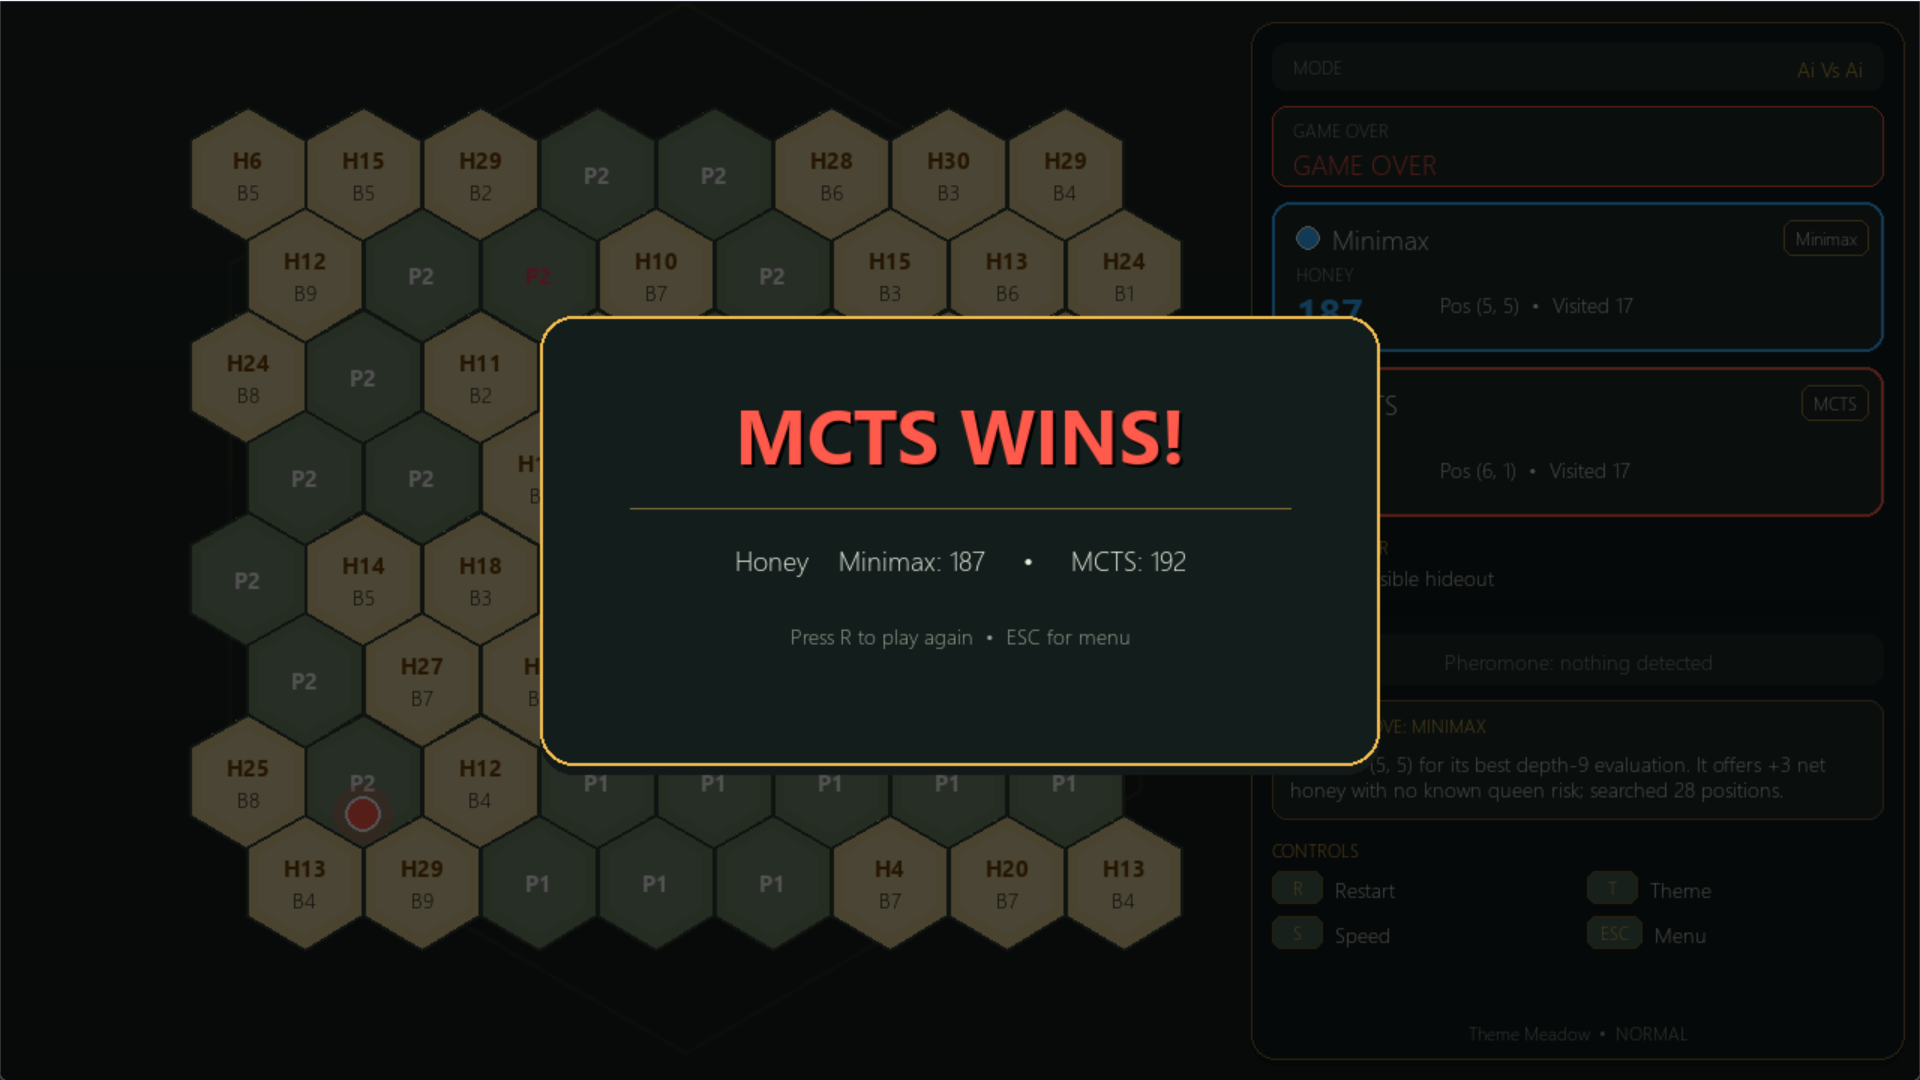 MODE Ai Vs Ai
GAME OVER
GAME OVER
Minimax Minimax
HONEY
187 Pos (5, 5) • Visited 17
TS MCTS
Pos (6, 1) • Visited 17
R
sible hideout
Pheromone: nothing detected
VE: MINIMAX
(5, 5) for its best depth-9 evaluation. It offers +3 net
honey with no known queen risk; searched 28 positions.
CONTROLS
R Restart T Theme
S Speed ESC Menu
Theme Meadow • NORMAL
H6 H15 H29 P2 P2 H28 H30 H29
B5 B5 B2 B6 B3 B4
H12 P2 P2 H10 P2 H15 H13 H24
B9 B7 B3 B6 B1
H24 P2 H11
B8 B2
P2 P2
P2 H14 H18
B5 B3
P2 H27 H
B7 B
H25 P2 H12 P1 P1 P1 P1 P1
B8 B4
H13 H29 P1 P1 P1 H4 H20 H13
B4 B9 B7 B7 B4
MCTS WINS!
Honey Minimax: 187 • MCTS: 192
Press R to play again • ESC for menu